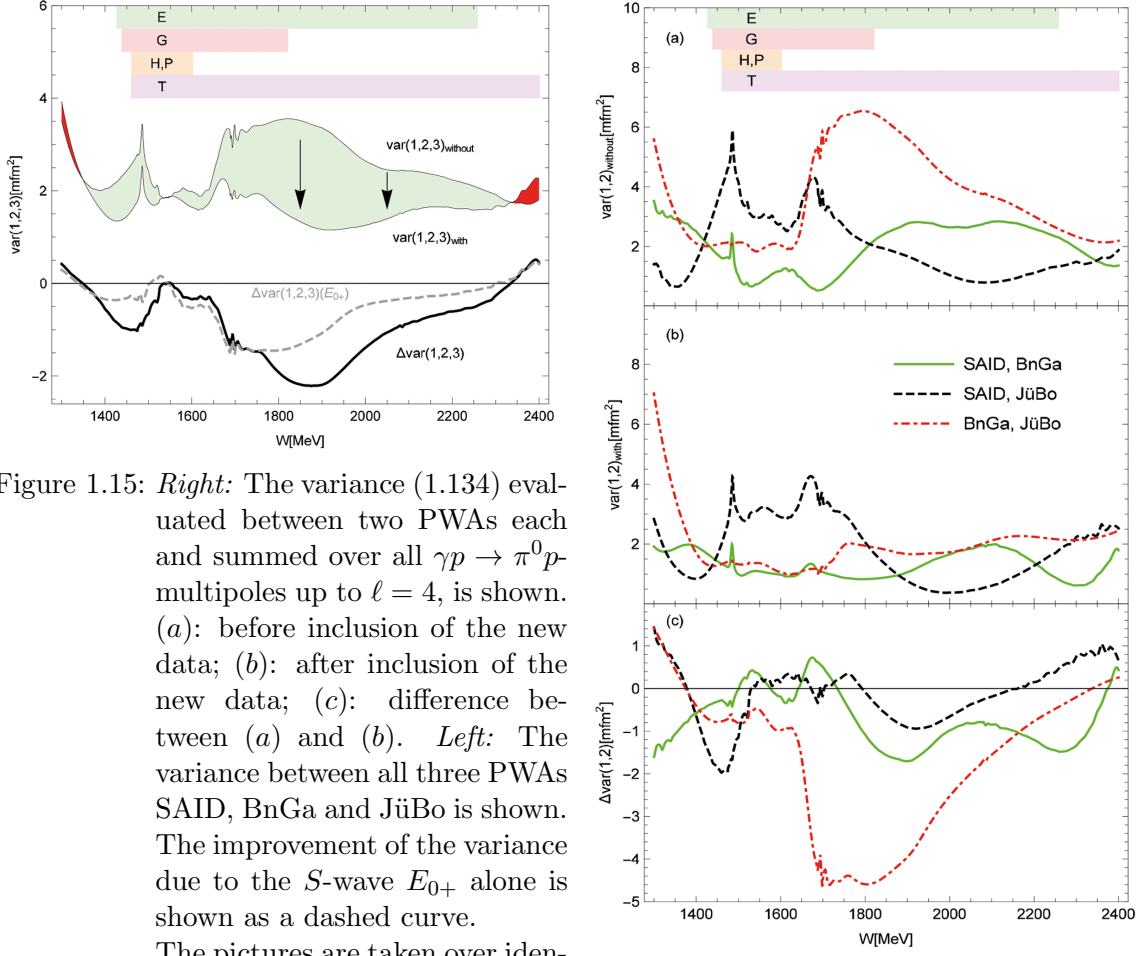 6
4
2
0
−2
1400
1600
1800
2000
2200
2400
W[MeV]
var(1,2,3)[mfm²]
E
G
H,P
T
var(1,2,3)without
var(1,2,3)with
Δvar(1,2,3)(E₀₊)
Δvar(1,2,3)
Figure 1.15: Right: The variance (1.134) eval-
uated between two PWAs each
and summed over all γp → π⁰p-
multipoles up to ℓ = 4, is shown.
(a): before inclusion of the new
data; (b): after inclusion of the
new data; (c): difference be-
tween (a) and (b). Left: The
variance between all three PWAs
SAID, BnGa and JüBo is shown.
The improvement of the variance
due to the S-wave E₀₊ alone is
shown as a dashed curve.
The pictures are taken over iden-
10
8
6
4
2
var(1,2)without[mfm²]
(a)
E
G
H,P
T
(b)
8
6
4
2
var(1,2)with[mfm²]
SAID, BnGa
SAID, JüBo
BnGa, JüBo
(c)
1
0
−1
−2
−3
−4
−5
Δvar(1,2)[mfm²]
1400
1600
1800
2000
2200
2400
W[MeV]